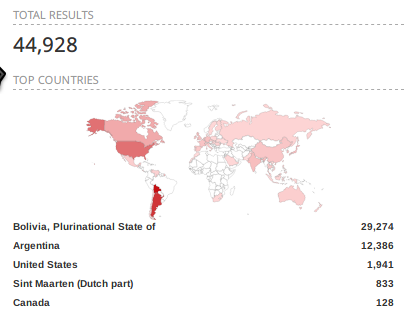 TOTAL RESULTS
44,928
TOP COUNTRIES
Bolivia, Plurinational State of 29,274
Argentina 12,386
United States 1,941
Sint Maarten (Dutch part) 833
Canada 128